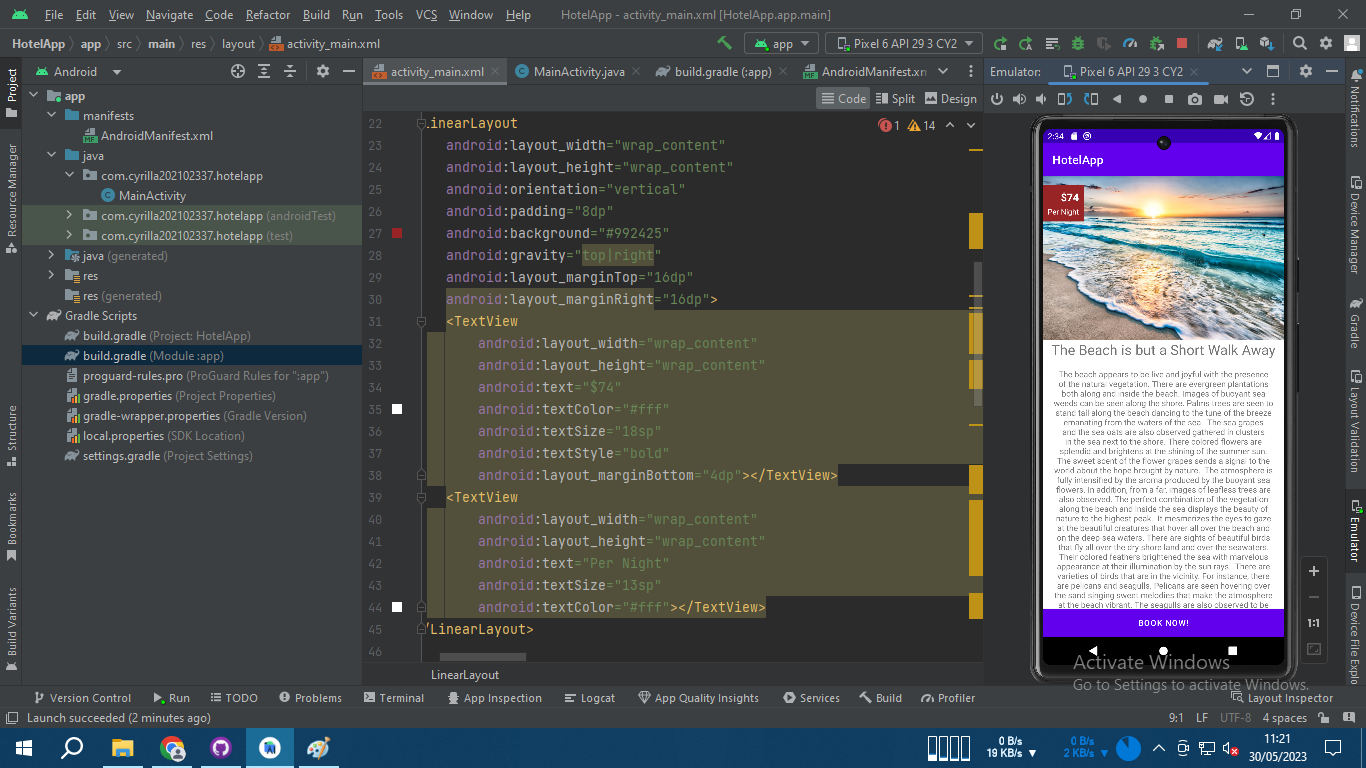 File Edit View Navigate Code Refactor Build Run Tools VCS Window Help HotelApp - activity_main.xml [HotelApp.app.main]
HotelApp app src main res layout activity_main.xml
app Pixel 6 API 29 3 CY2
Android
activity_main.xml MainActivity.java build.gradle (:app) AndroidManifest.xn
Emulator: Pixel 6 API 29 3 CY2
Code Split Design
Project
Resource Manager
Structure
Bookmarks
Build Variants
app
manifests
AndroidManifest.xml
java
com.cyrilla202102337.hotelapp
MainActivity
com.cyrilla202102337.hotelapp (androidTest)
com.cyrilla202102337.hotelapp (test)
java (generated)
res
res (generated)
Gradle Scripts
build.gradle (Project: HotelApp)
build.gradle (Module :app)
proguard-rules.pro (ProGuard Rules for ":app")
gradle.properties (Project Properties)
gradle-wrapper.properties (Gradle Version)
local.properties (SDK Location)
settings.gradle (Project Settings)
1 14
22 LinearLayout
23 android:layout_width="wrap_content"
24 android:layout_height="wrap_content"
25 android:orientation="vertical"
26 android:padding="8dp"
27 android:background="#992425"
28 android:gravity="top|right"
29 android:layout_marginTop="16dp"
30 android:layout_marginRight="16dp">
31 <TextView
32 android:layout_width="wrap_content"
33 android:layout_height="wrap_content"
34 android:text="$74"
35 android:textColor="#fff"
36 android:textSize="18sp"
37 android:textStyle="bold"
38 android:layout_marginBottom="4dp"></TextView>
39 <TextView
40 android:layout_width="wrap_content"
41 android:layout_height="wrap_content"
42 android:text="Per Night"
43 android:textSize="13sp"
44 android:textColor="#fff"></TextView>
45 /LinearLayout>
46
LinearLayout
2:34
HotelApp
$74
Per Night
The Beach is but a Short Walk Away
The beach appears to be live and joyful with the presence
of the natural vegetation. There are evergreen plantations
both along and inside the beach. Images of buoyant sea
weeds can be seen along the shore. Palms trees are seen to
stand tall along the beach dancing to the tune of the breeze
emanating from the waters of the sea. The sea grapes
and the sea oats are also observed gathered in clusters
in the sea next to the shore. There colored flowers are
splendid and brightens at the shining of the summer sun.
The sweet scent of the flower grapes sends a signal to the
world about the hope brought by nature. The atmosphere is
fully intensified by the aroma produced by the buoyant sea
flowers. In addition, from a far, images of leafless trees are
also observed. The perfect combination of the vegetation
along the beach and inside the sea displays the beauty of
nature to the highest peak. It mesmerizes the eyes to gaze
at the beautiful creatures that hover all over the beach and
on the deep sea waters. There are sights of beautiful birds
that fly all over the dry shore land and over the seawaters.
Their colored feathers brightened the sea with marvelous
appearance at their illumination by the sun rays. There are
varieties of birds that are in the vicinity. For instance, there
are pelicans and seagulls. Pelicans are seen hovering over
the sand singing sweet melodies that make the atmosphere
at the beach vibrant. The seagulls are also observed to be
BOOK NOW!
1:1
Notifications
Device Manager
Gradle
Layout Validation
Emulator
Device File Explo
Activate Windows
Go to Settings to activate Windows.
Version Control Run TODO Problems Terminal App Inspection Logcat App Quality Insights Services Build Profiler Layout Inspector
Launch succeeded (2 minutes ago) 9:1 LF UTF-8 4 spaces
0 B/s
19 KB/s
0 B/s
2 KB/s
11:21
30/05/2023